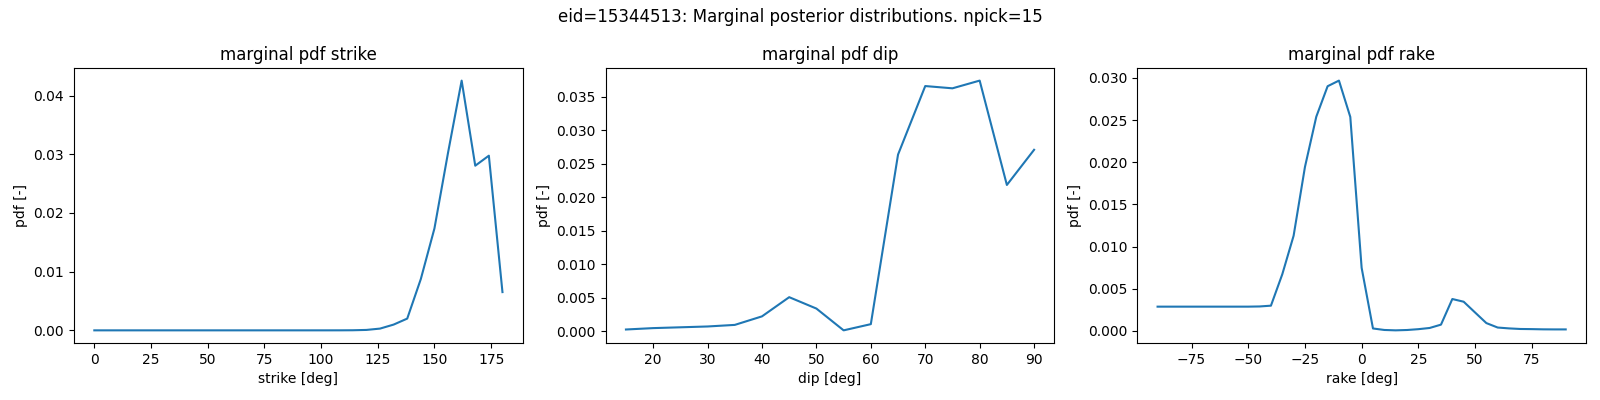 eid=15344513: Marginal posterior distributions. npick=15
marginal pdf strike
pdf [-]
0.04
0.03
0.02
0.01
0.00
0 25 50 75 100 125 150 175
strike [deg]
marginal pdf dip
pdf [-]
0.035
0.030
0.025
0.020
0.015
0.010
0.005
0.000
20 30 40 50 60 70 80 90
dip [deg]
marginal pdf rake
pdf [-]
0.030
0.025
0.020
0.015
0.010
0.005
0.000
−75 −50 −25 0 25 50 75
rake [deg]